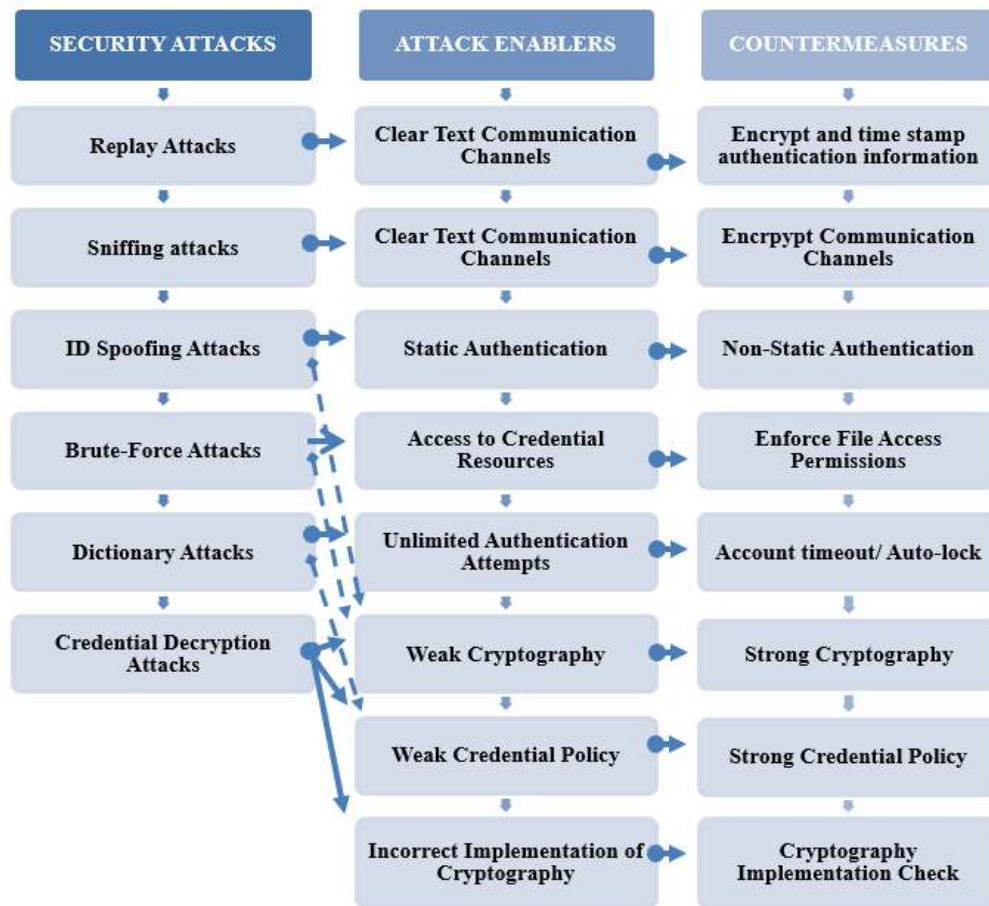 SECURITY ATTACKS
ATTACK ENABLERS
COUNTERMEASURES
Replay Attacks
Clear Text Communication
Channels
Encrypt and time stamp
authentication information
Sniffing attacks
Clear Text Communication
Channels
Encrpypt Communication
Channels
ID Spoofing Attacks
Static Authentication
Non-Static Authentication
Brute-Force Attacks
Access to Credential
Resources
Enforce File Access
Permissions
Dictionary Attacks
Unlimited Authentication
Attempts
Account timeout/ Auto-lock
Credential Decryption
Attacks
Weak Cryptography
Strong Cryptography
Weak Credential Policy
Strong Credential Policy
Incorrect Implementation of
Cryptography
Cryptography
Implementation Check